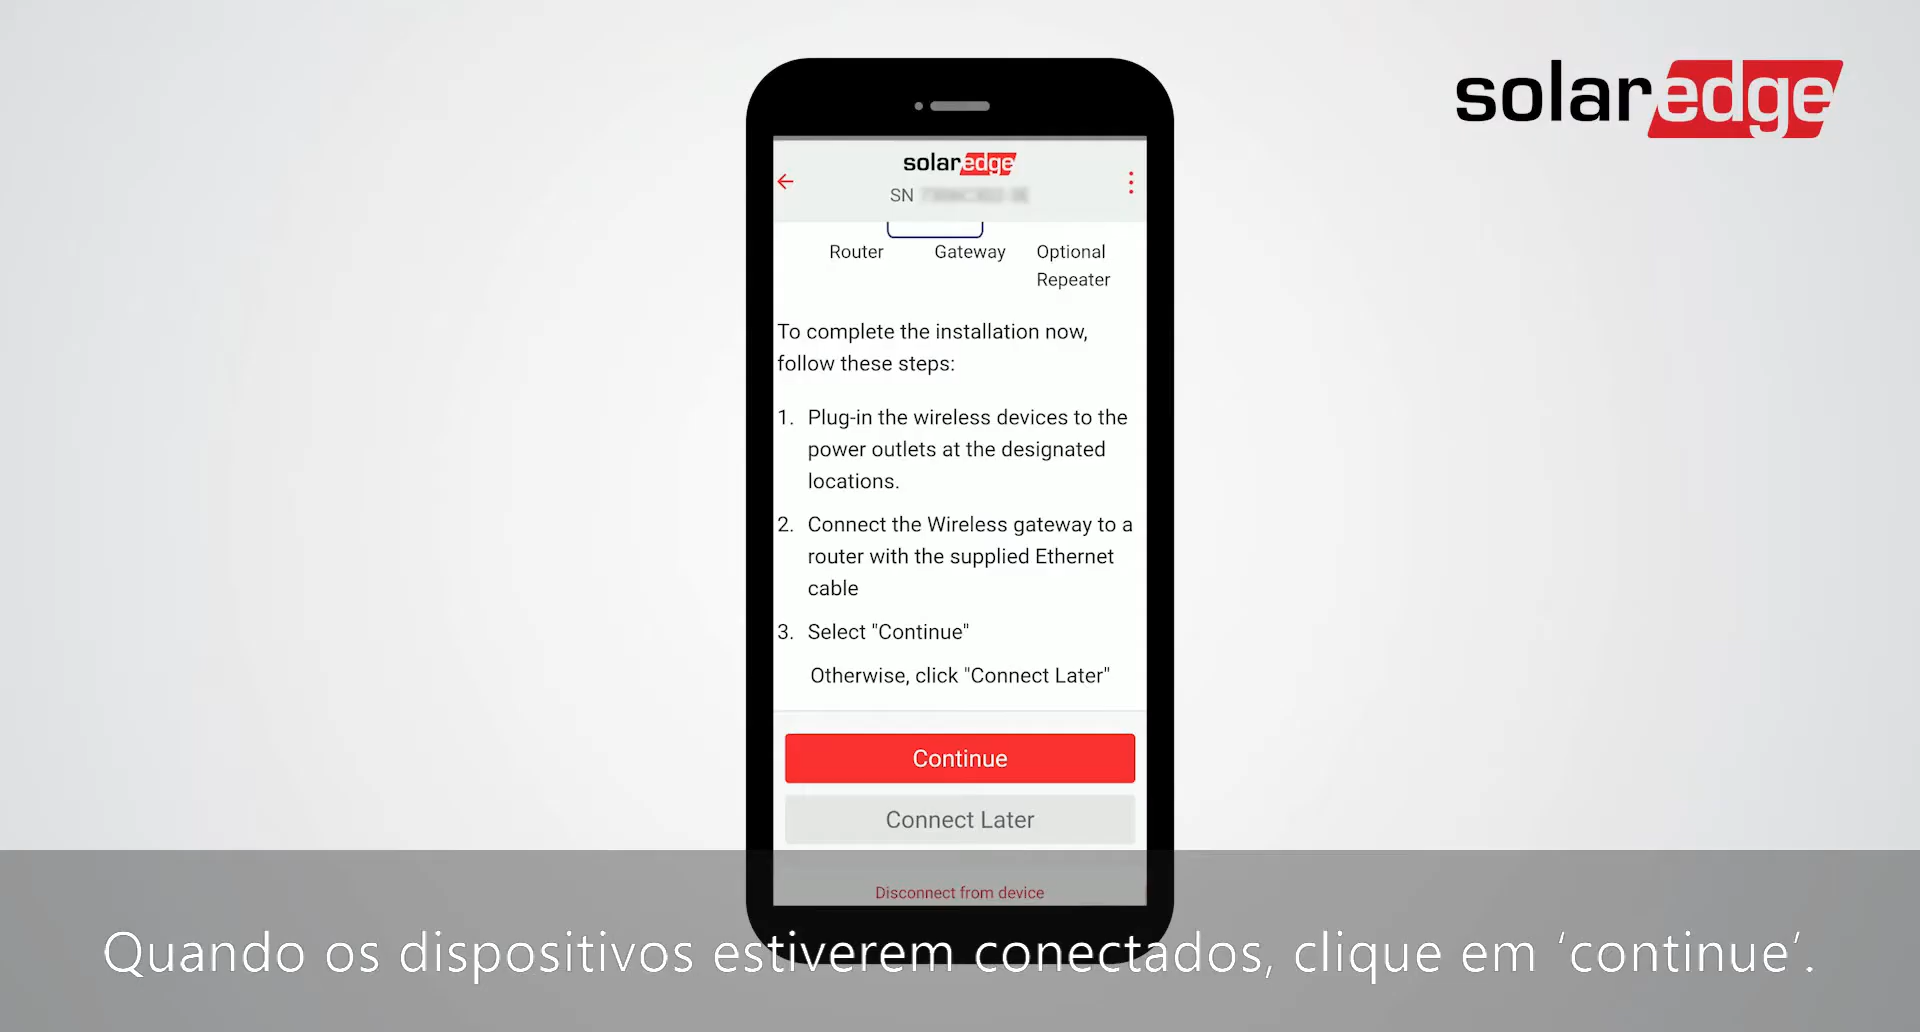 solaredge
solaredge
SN
Router Gateway Optional
Repeater
To complete the installation now,
follow these steps:
1. Plug-in the wireless devices to the
power outlets at the designated
locations.
2. Connect the Wireless gateway to a
router with the supplied Ethernet
cable
3. Select "Continue"
Otherwise, click "Connect Later"
Continue
Connect Later
Disconnect from device
Quando os dispositivos estiverem conectados, clique em ‘continue’.